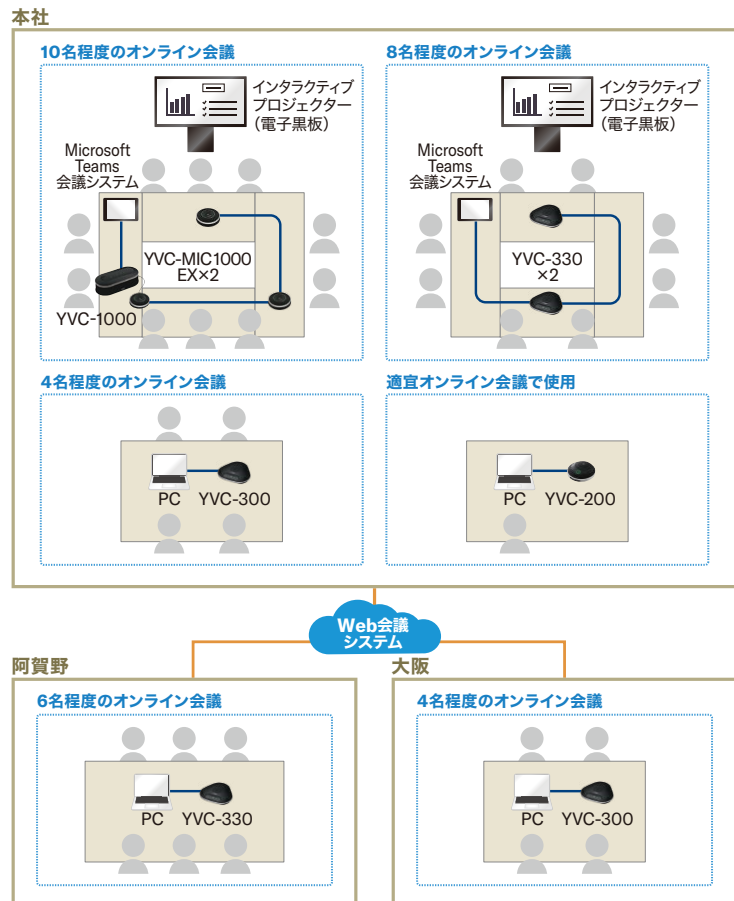 本社
10名程度のオンライン会議
インタラクティブ
プロジェクター
（電子黒板）
Microsoft
Teams
会議システム
YVC-MIC1000
EX×2
YVC-1000
8名程度のオンライン会議
インタラクティブ
プロジェクター
（電子黒板）
Microsoft
Teams
会議システム
YVC-330
×2
4名程度のオンライン会議
PC YVC-300
適宜オンライン会議で使用
PC YVC-200
Web会議
システム
阿賀野
6名程度のオンライン会議
PC YVC-330
大阪
4名程度のオンライン会議
PC YVC-300